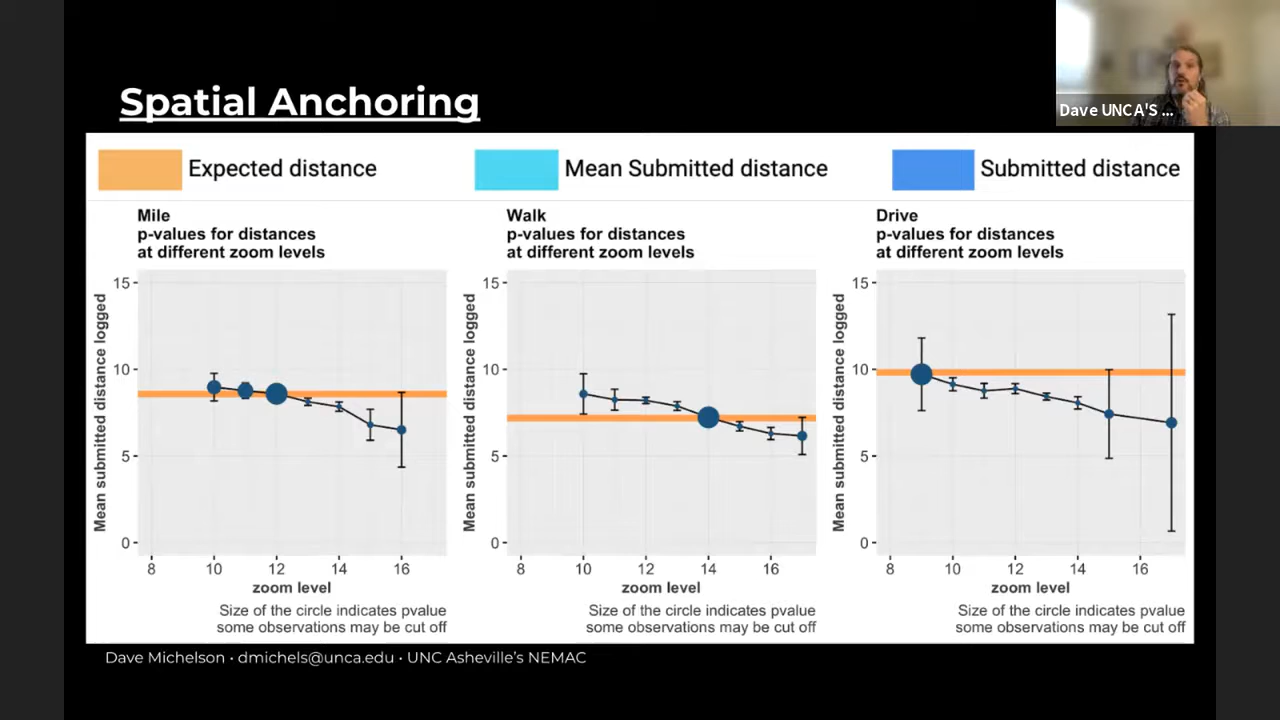 Spatial Anchoring
Dave UNCA'S ...
Expected distance
Mean Submitted distance
Submitted distance
Mile
p-values for distances
at different zoom levels
Mean submitted distance logged
15
10
5
0
8 10 12 14 16
zoom level
Size of the circle indicates pvalue
some observations may be cut off
Walk
p-values for distances
at different zoom levels
Mean submitted distance logged
15
10
5
0
8 10 12 14 16
zoom level
Size of the circle indicates pvalue
some observations may be cut off
Drive
p-values for distances
at different zoom levels
Mean submitted distance logged
15
10
5
0
8 10 12 14 16
zoom level
Size of the circle indicates pvalue
some observations may be cut off
Dave Michelson • dmichels@unca.edu • UNC Asheville’s NEMAC